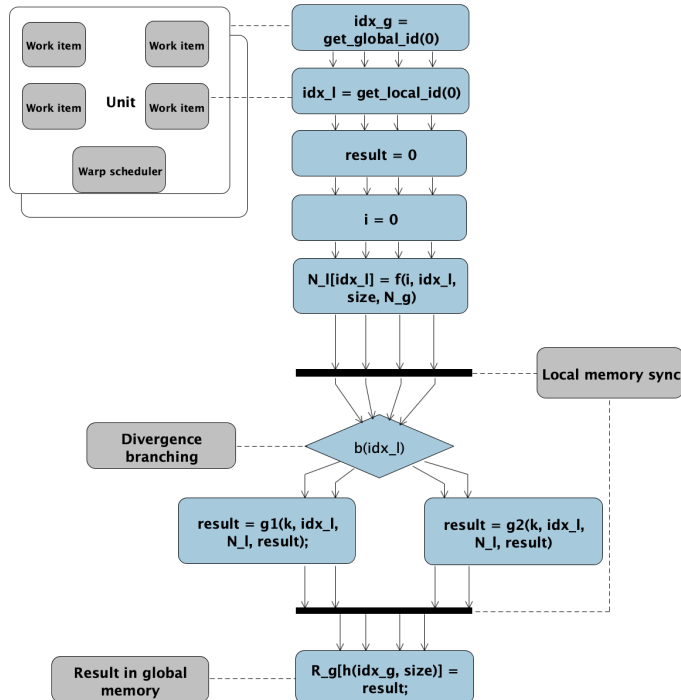 idx_g =
get_global_id(0)
Work item
Work item
Work item
Unit
Work item
Warp scheduler
idx_l = get_local_id(0)
result = 0
i = 0
N_l[idx_l] = f(i, idx_l,
size, N_g)
Local memory sync
Divergence
branching
b(idx_l)
result = g1(k, idx_l,
N_l, result);
result = g2(k, idx_l,
N_l, result)
Result in global
memory
R_g[h(idx_g, size)] =
result;